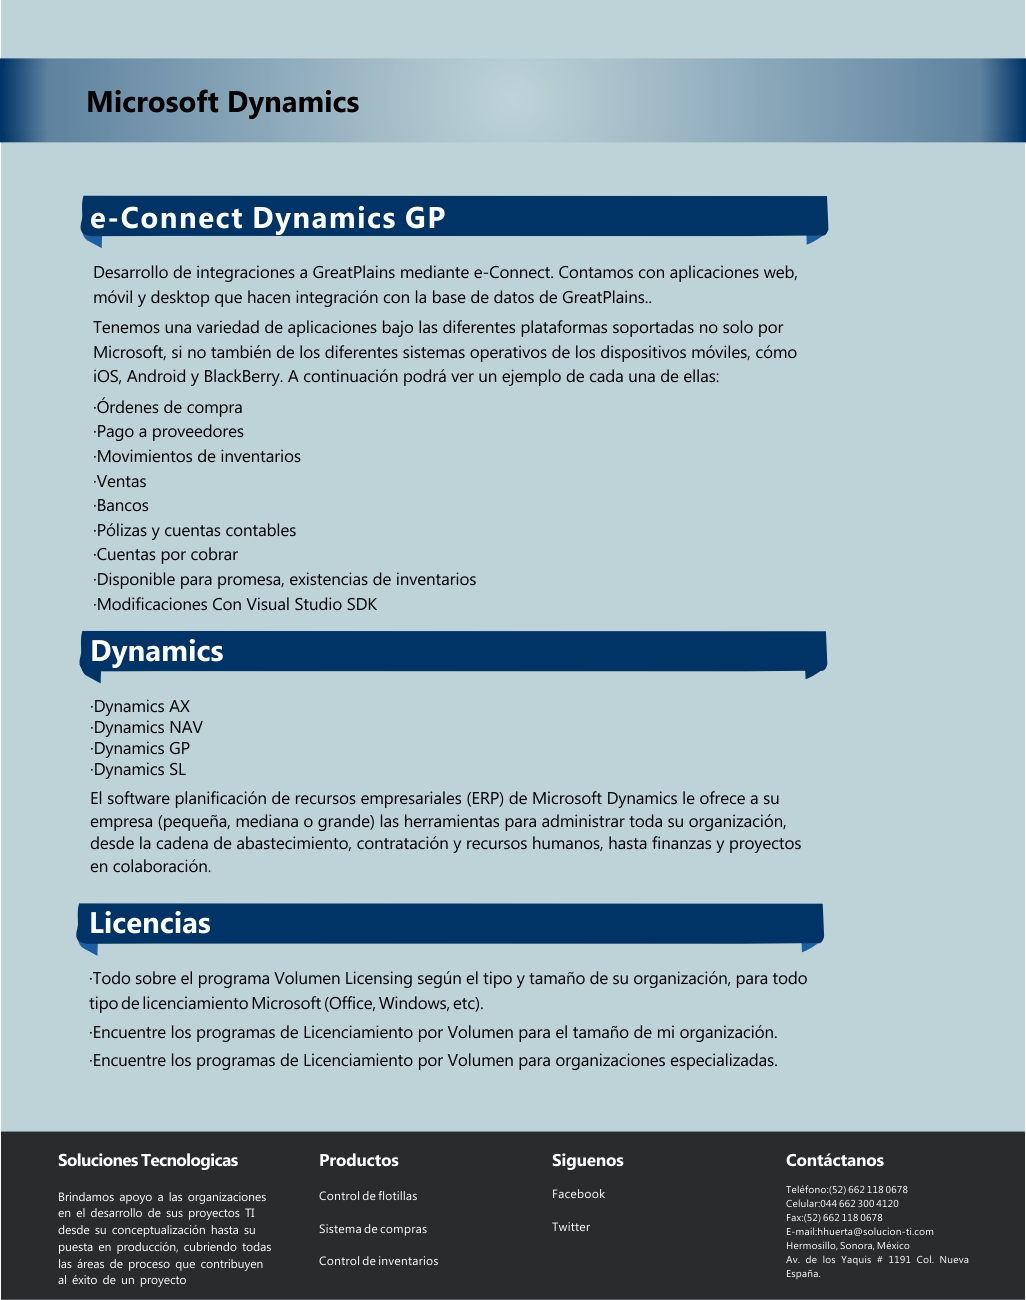 Microsoft Dynamics
e-Connect Dynamics GP
Desarrollo de integraciones a GreatPlains mediante e-Connect. Contamos con aplicaciones web,
móvil y desktop que hacen integración con la base de datos de GreatPlains..
Tenemos una variedad de aplicaciones bajo las diferentes plataformas soportadas no solo por
Microsoft, si no también de los diferentes sistemas operativos de los dispositivos móviles, cómo
iOS, Android y BlackBerry. A continuación podrá ver un ejemplo de cada una de ellas:
·Órdenes de compra
·Pago a proveedores
·Movimientos de inventarios
·Ventas
·Bancos
·Pólizas y cuentas contables
·Cuentas por cobrar
·Disponible para promesa, existencias de inventarios
·Modificaciones Con Visual Studio SDK
Dynamics
·Dynamics AX
·Dynamics NAV
·Dynamics GP
·Dynamics SL
El software planificación de recursos empresariales (ERP) de Microsoft Dynamics le ofrece a su
empresa (pequeña, mediana o grande) las herramientas para administrar toda su organización,
desde la cadena de abastecimiento, contratación y recursos humanos, hasta finanzas y proyectos
en colaboración.
Licencias
·Todo sobre el programa Volumen Licensing según el tipo y tamaño de su organización, para todo
tipo de licenciamiento Microsoft (Office, Windows, etc).
·Encuentre los programas de Licenciamiento por Volumen para el tamaño de mi organización.
·Encuentre los programas de Licenciamiento por Volumen para organizaciones especializadas.
Soluciones Tecnologicas
Brindamos apoyo a las organizaciones
en el desarrollo de sus proyectos TI
desde su conceptualización hasta su
puesta en producción, cubriendo todas
las áreas de proceso que contribuyen
al éxito de un proyecto
Productos
Control de flotillas
Sistema de compras
Control de inventarios
Siguenos
Facebook
Twitter
Contáctanos
Teléfono:(52) 662 118 0678
Celular:044 662 300 4120
Fax:(52) 662 118 0678
E-mail:hhuerta@solucion-ti.com
Hermosillo, Sonora, México
Av. de los Yaquis # 1191 Col. Nueva
España.